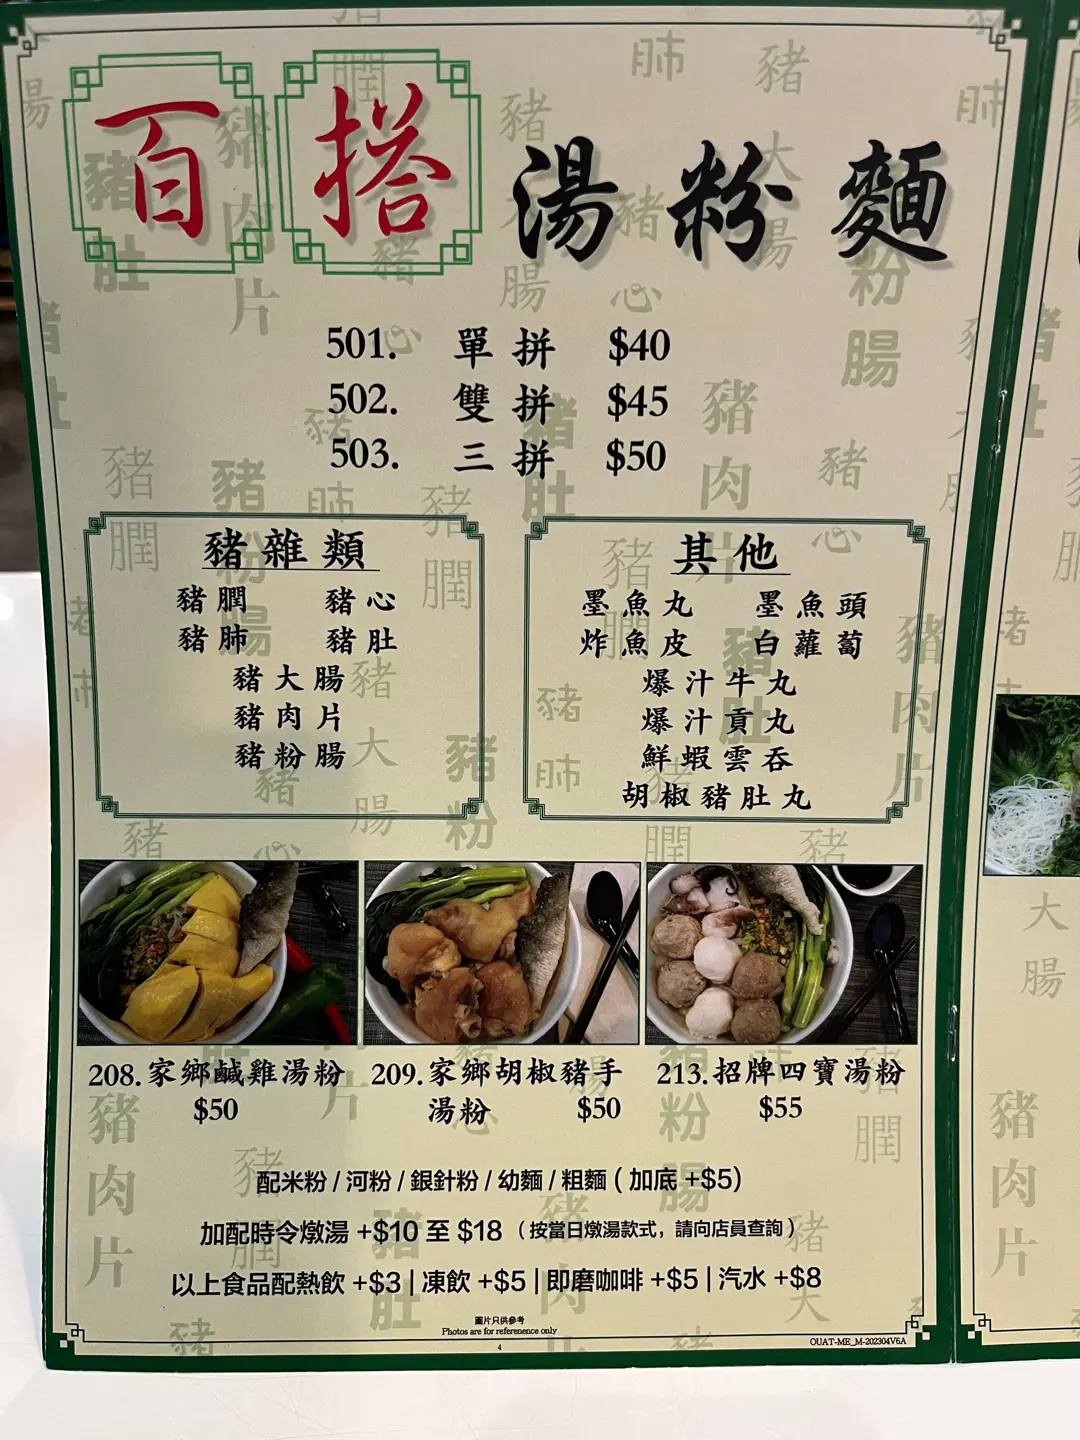 百搭湯粉麵
501. 單拼 $40
502. 雙拼 $45
503. 三拼 $50
豬雜類
豬膶 豬心
豬肺 豬肚
豬大腸
豬肉片
豬粉腸
其他
墨魚丸 墨魚頭
炸魚皮 白蘿蔔
爆汁牛丸
爆汁貢丸
鮮蝦雲吞
胡椒豬肚丸
208.家鄉鹹雞湯粉
$50
209.家鄉胡椒豬手
湯粉 $50
213.招牌四寶湯粉
$55
配米粉 / 河粉 / 銀針粉 / 幼麵 / 粗麵 ( 加底 +$5)
加配時令燉湯 +$10 至 $18 （按當日燉湯款式，請向店員查詢）
以上食品配熱飲 +$3 | 凍飲 +$5 | 即磨咖啡 +$5 | 汽水 +$8
圖片只供參考
Photos are for referenence only
4
OUAT-ME_M-202304V6A